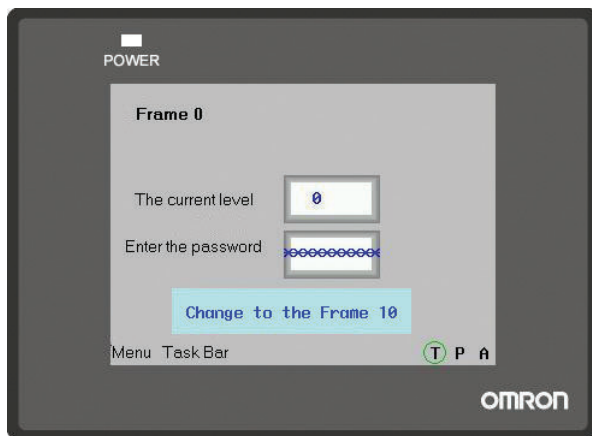 POWER
Frame 0
The current level 0
Enter the password xxxxxxxxxx
Change to the Frame 10
Menu Task Bar T P A
OMRON